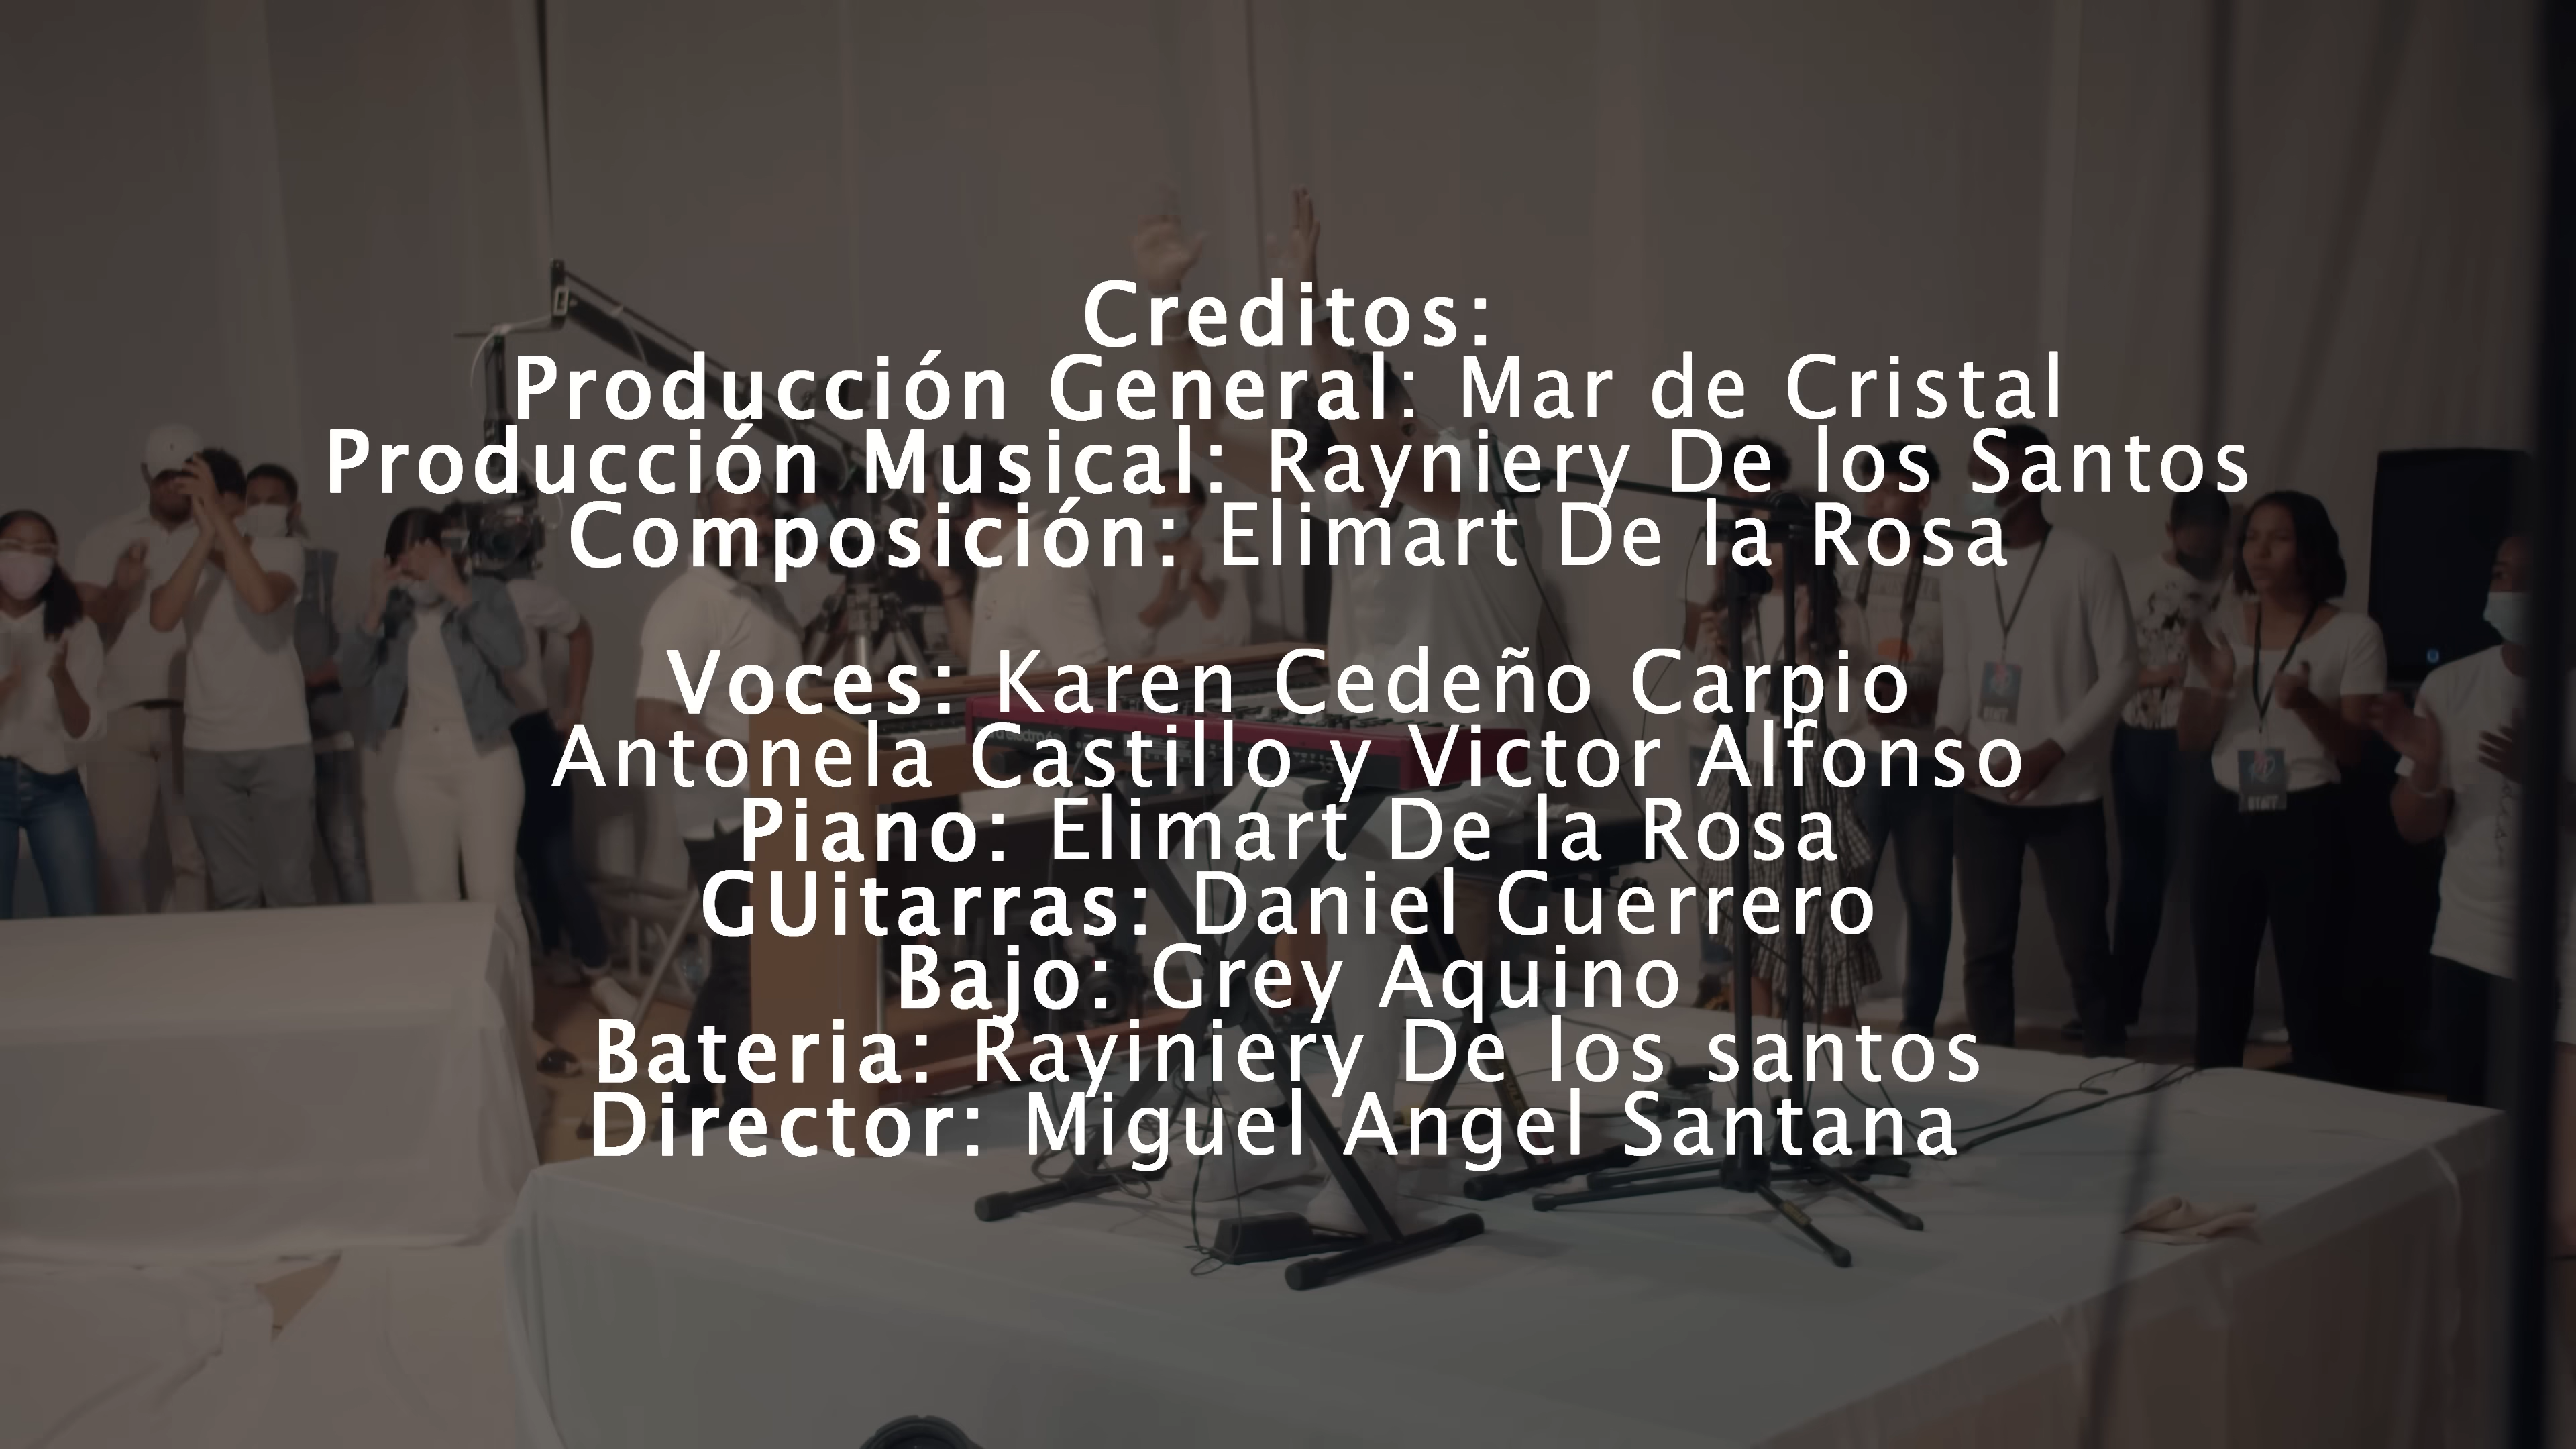 Creditos:
Producción General: Mar de Cristal
Producción Musical: Rayniery De los Santos
Composición: Elimart De la Rosa
Voces: Karen Cedeño Carpio
Antonela Castillo y Victor Alfonso
Piano: Elimart De la Rosa
GUitarras: Daniel Guerrero
Bajo: Grey Aquino
Bateria: Rayiniery De los santos
Director: Miguel Angel Santana